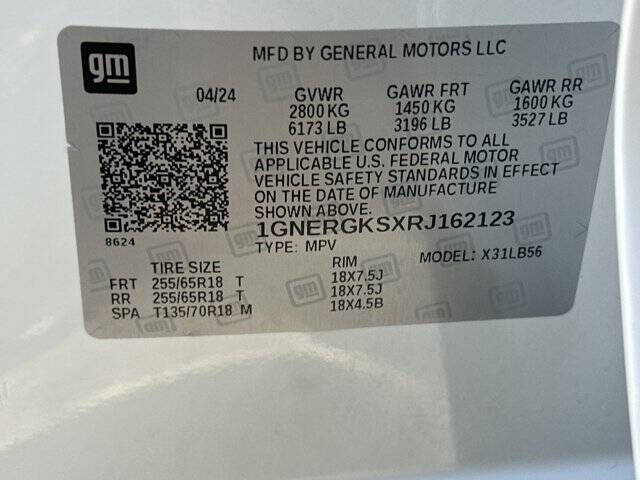 gm
MFD BY GENERAL MOTORS LLC
04/24 GVWR GAWR FRT GAWR RR
2800 KG 1450 KG 1600 KG
6173 LB 3196 LB 3527 LB
THIS VEHICLE CONFORMS TO ALL
APPLICABLE U.S. FEDERAL MOTOR
VEHICLE SAFETY STANDARDS IN EFFECT
ON THE DATE OF MANUFACTURE
SHOWN ABOVE.
1GNERGKSXRJ162123
8624
TYPE: MPV MODEL: X31LB56
TIRE SIZE RIM
FRT 255/65R18 T 18X7.5J
RR 255/65R18 T 18X7.5J
SPA T135/70R18 M 18X4.5B